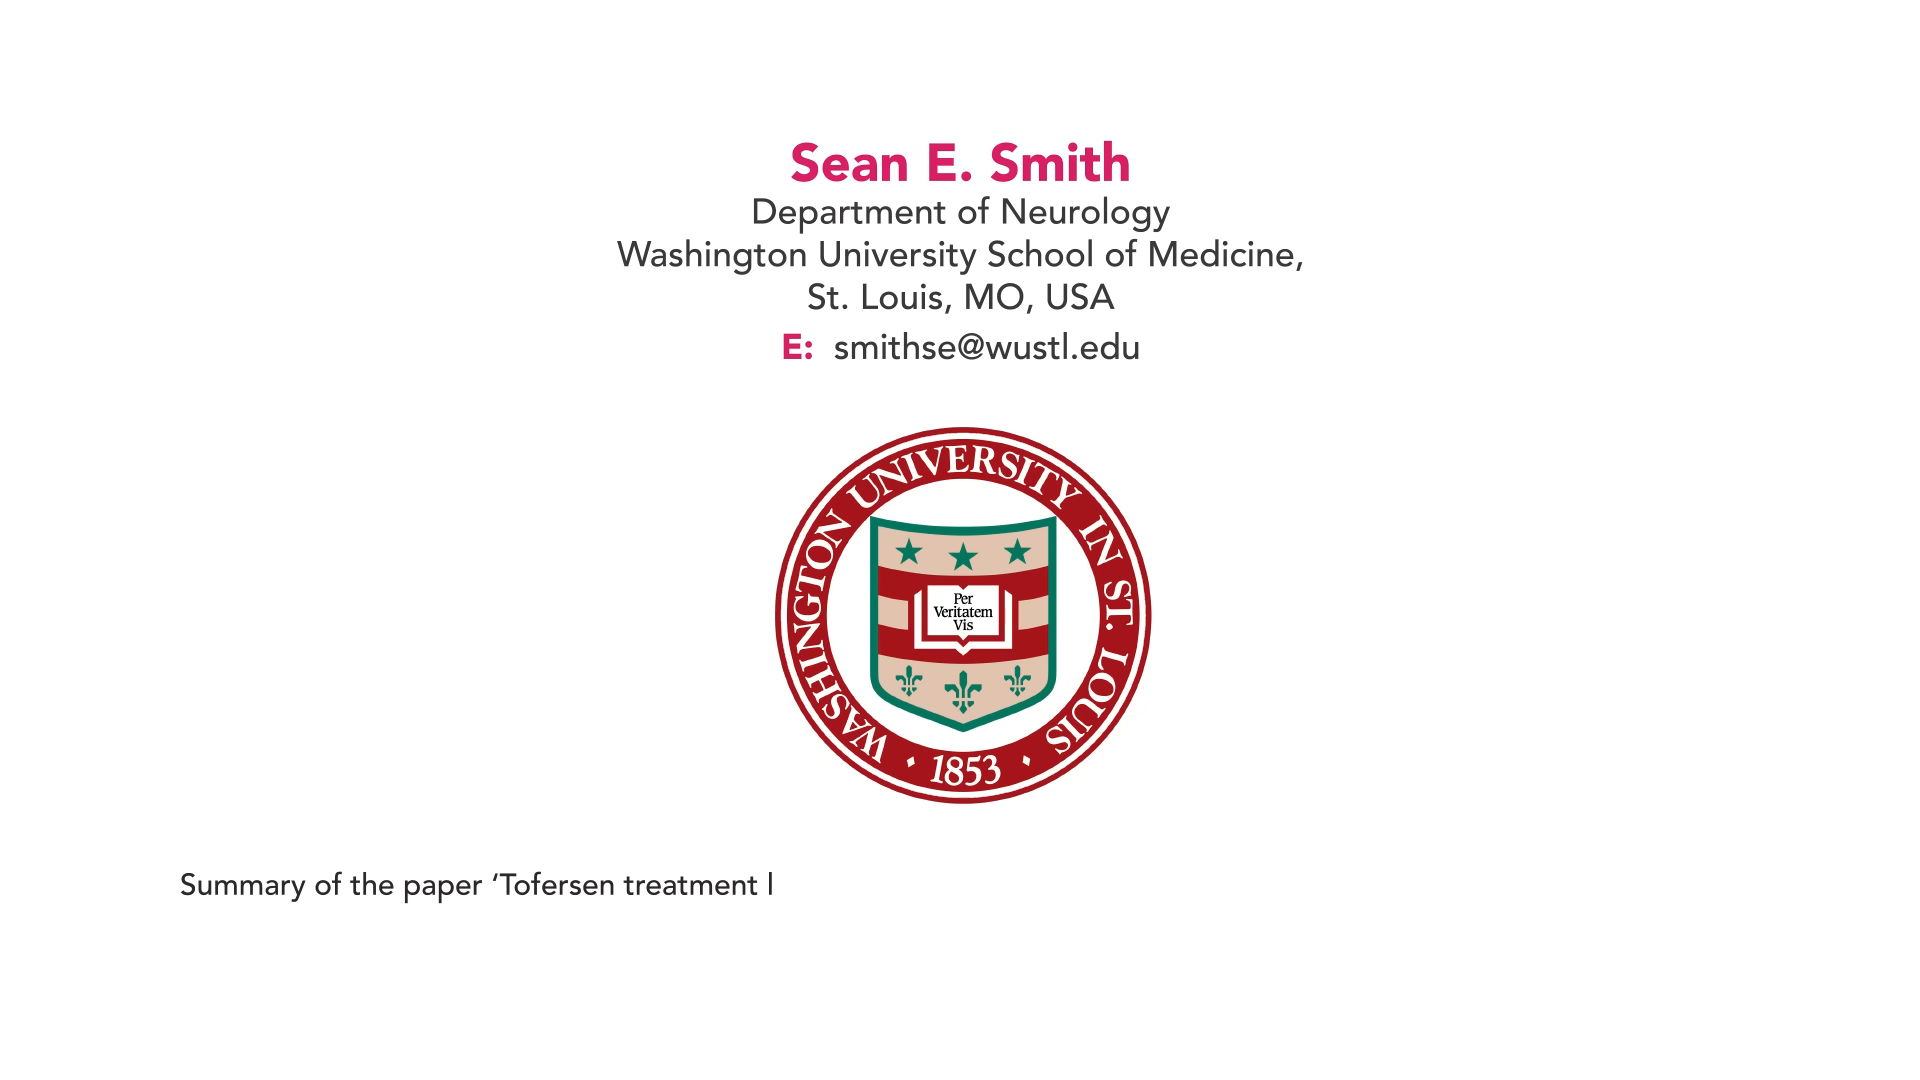 Sean E. Smith
Department of Neurology
Washington University School of Medicine,
St. Louis, MO, USA
E: smithse@wustl.edu
WASHINGTON UNIVERSITY IN ST. LOUIS
Per
Veritatem
Vis
· 1853 ·
Summary of the paper ‘Tofersen treatment l